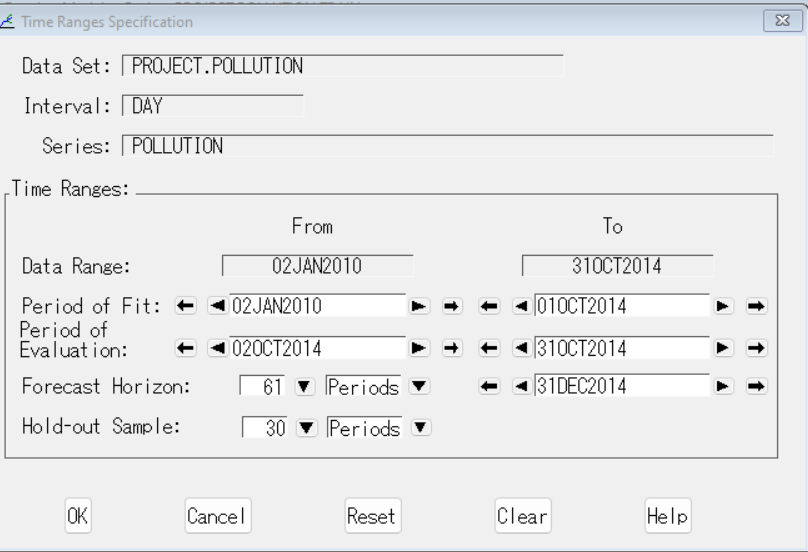 Time Ranges Specification
Data Set: PROJECT.POLLUTION
Interval: DAY
Series: POLLUTION
Time Ranges:
From To
Data Range: 02JAN2010 31OCT2014
Period of Fit: 02JAN2010 01OCT2014
Period of
Evaluation: 02OCT2014 31OCT2014
Forecast Horizon: 61 Periods 31DEC2014
Hold-out Sample: 30 Periods
OK Cancel Reset Clear Help